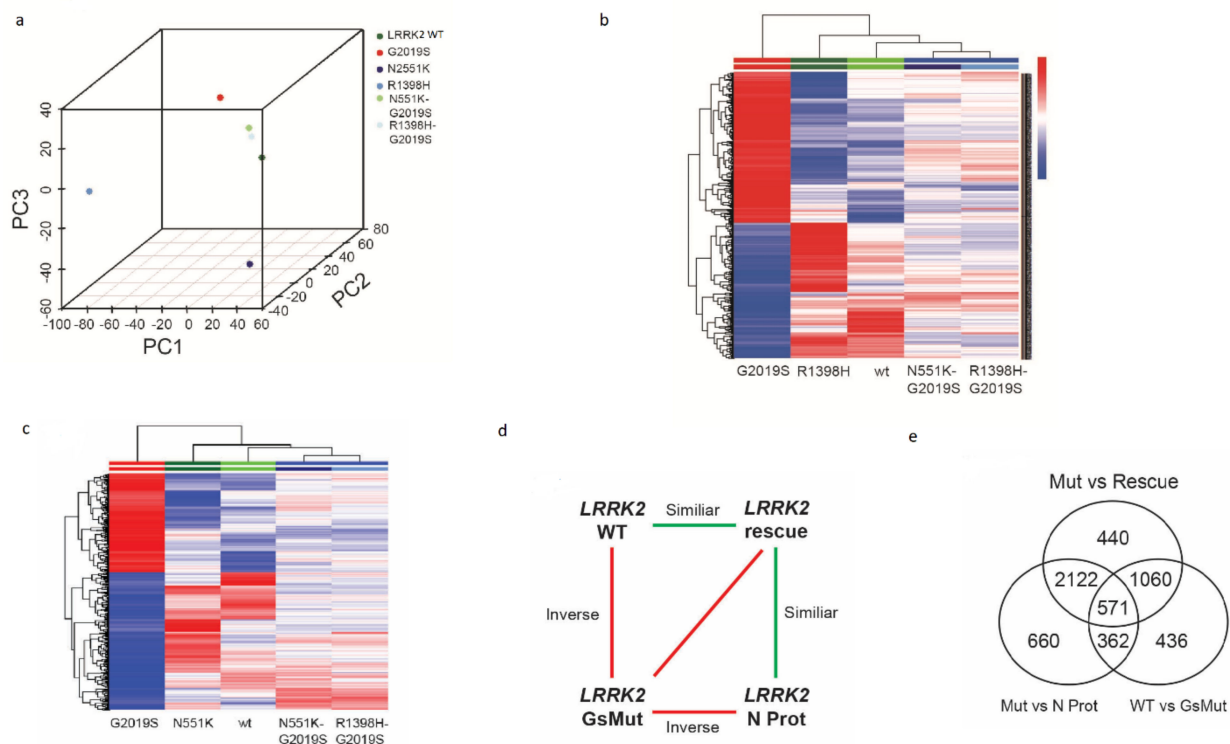 a
LRRK2 WT
G2019S
N2551K
R1398H
N551K-
G2019S
R1398H-
G2019S
40
20
0
-20
-40
-60
PC3
-100 -80 -60 -40 -20 0 20 40 60
PC1
-40
-20
0
20
40
60
80
PC2
b
G2019S R1398H wt N551K- R1398H-
G2019S G2019S
c
G2019S N551K wt N551K- R1398H-
G2019S G2019S
d
LRRK2 Similiar LRRK2
WT rescue
Inverse Similiar
LRRK2 LRRK2
GsMut Inverse N Prot
e
Mut vs Rescue
440
2122 1060
571
660 362 436
Mut vs N Prot WT vs GsMut